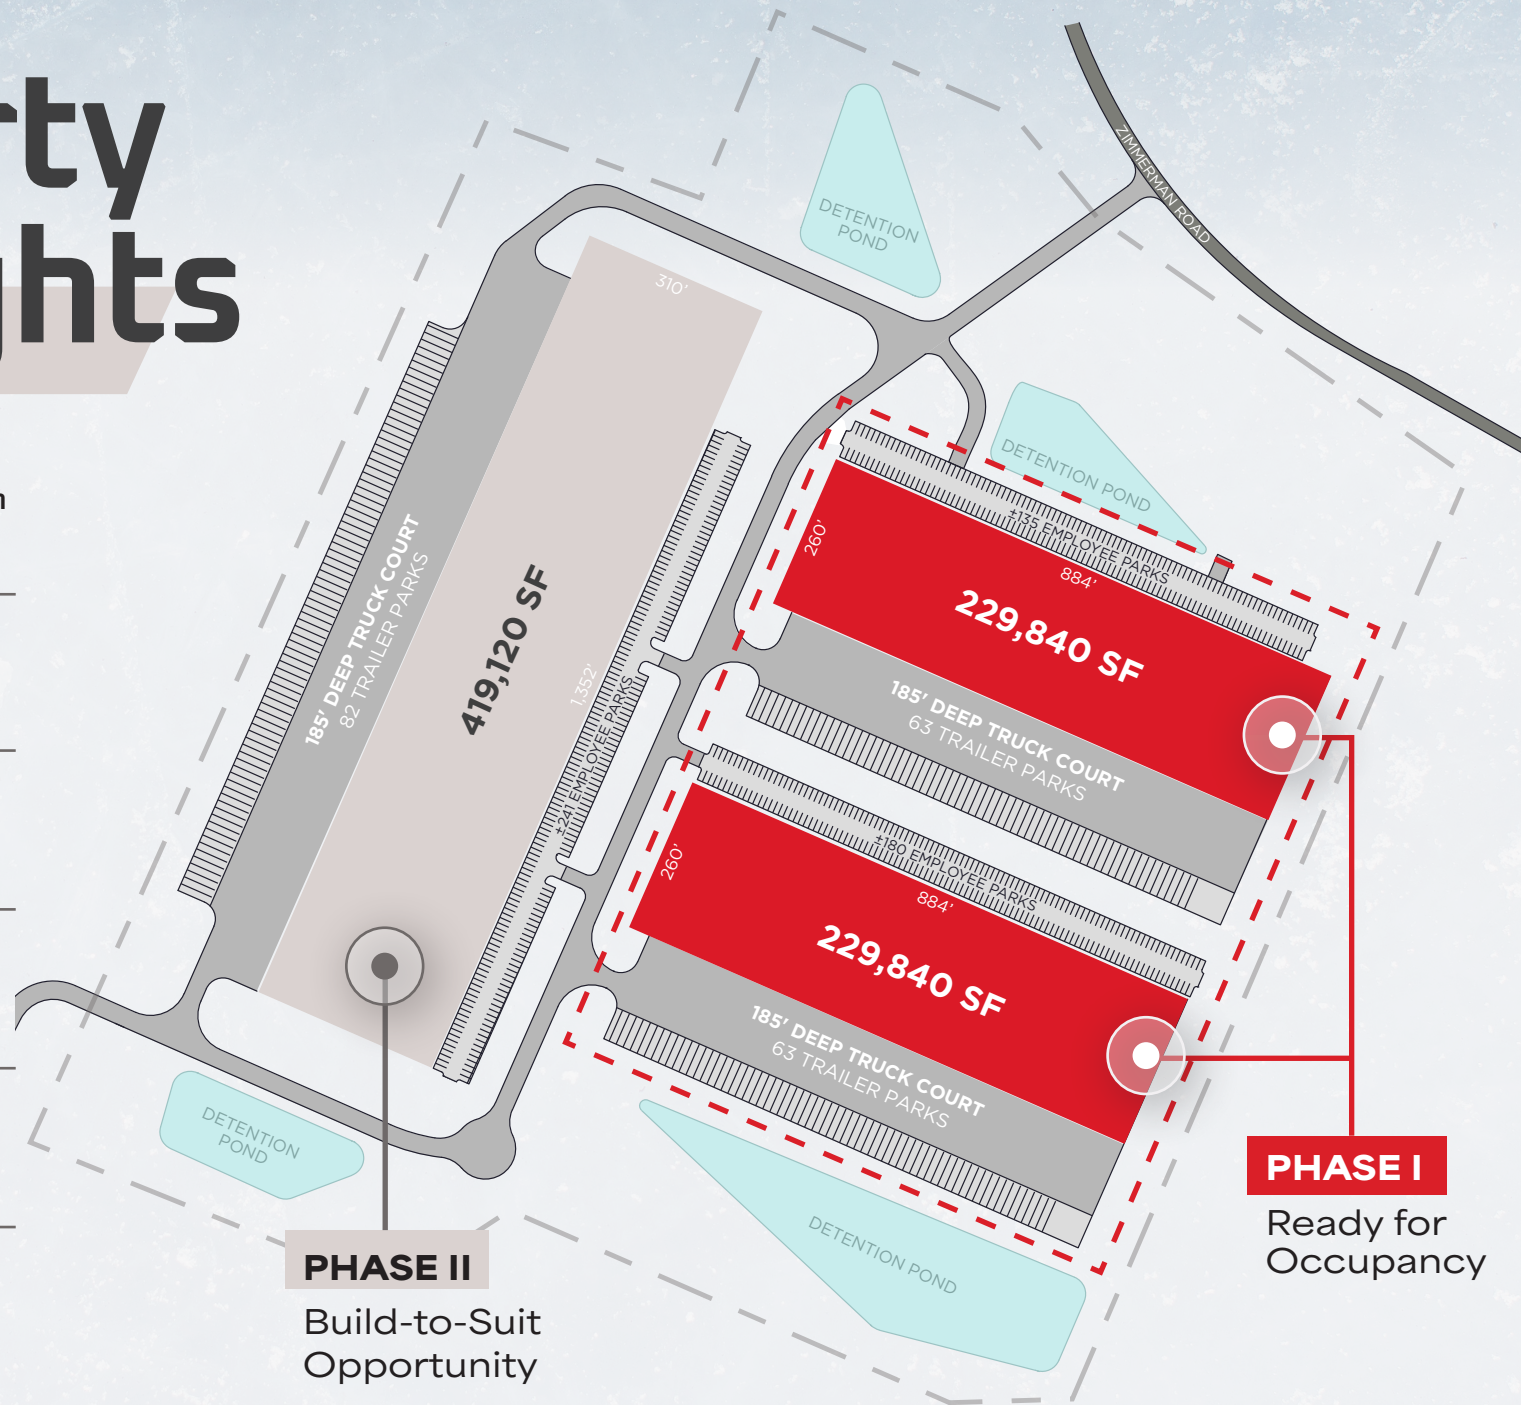 rty
ghts
n
ZIMMERMAN ROAD
DETENTION
POND
310’
DETENTION POND
±135 EMPLOYEE PARKS
260’
884’
229,840 SF
185’ DEEP TRUCK COURT
63 TRAILER PARKS
185’ DEEP TRUCK COURT
82 TRAILER PARKS
419,120 SF
1,352’
±241 EMPLOYEE PARKS
±180 EMPLOYEE PARKS
260’
884’
229,840 SF
185’ DEEP TRUCK COURT
63 TRAILER PARKS
DETENTION
POND
DETENTION POND
PHASE I
Ready for
Occupancy
PHASE II
Build-to-Suit
Opportunity